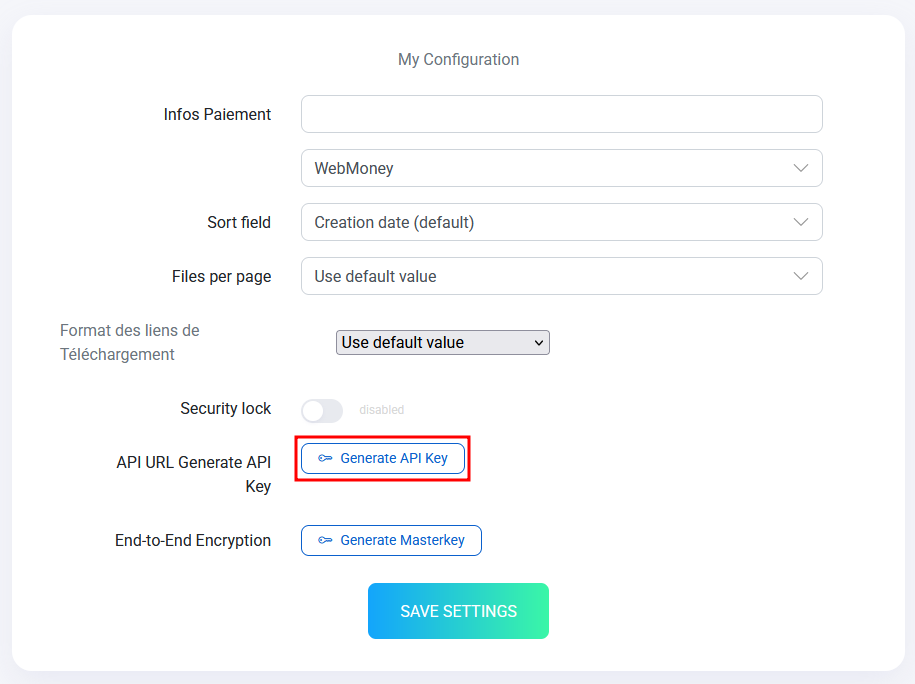 My Configuration
Infos Paiement
WebMoney
Sort field
Creation date (default)
Files per page
Use default value
Format des liens de
Téléchargement
Use default value
Security lock
disabled
API URL Generate API
Key
Generate API Key
End-to-End Encryption
Generate Masterkey
SAVE SETTINGS